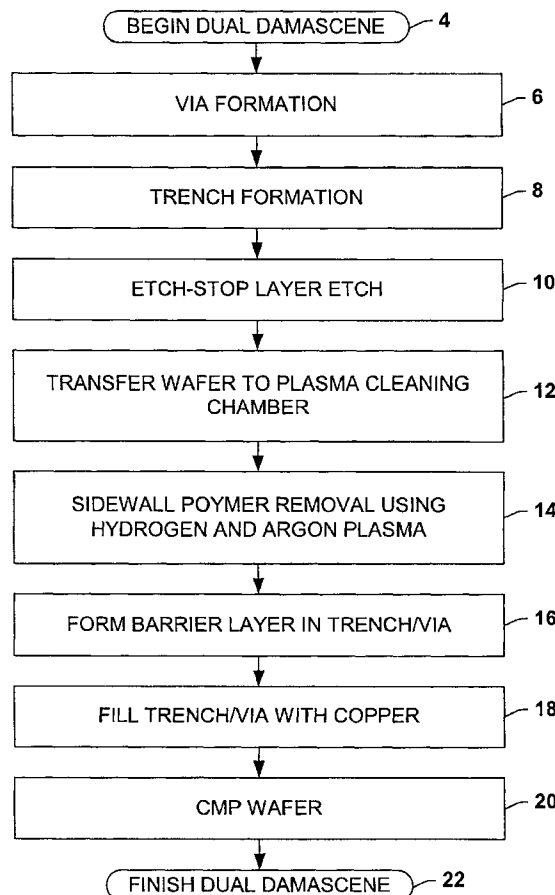 BEGIN DUAL DAMASCENE 4
VIA FORMATION 6
TRENCH FORMATION 8
ETCH-STOP LAYER ETCH 10
TRANSFER WAFER TO PLASMA CLEANING
CHAMBER 12
SIDEWALL POYMER REMOVAL USING
HYDROGEN AND ARGON PLASMA 14
FORM BARRIER LAYER IN TRENCH/VIA 16
FILL TRENCH/VIA WITH COPPER 18
CMP WAFER 20
FINISH DUAL DAMASCENE 22